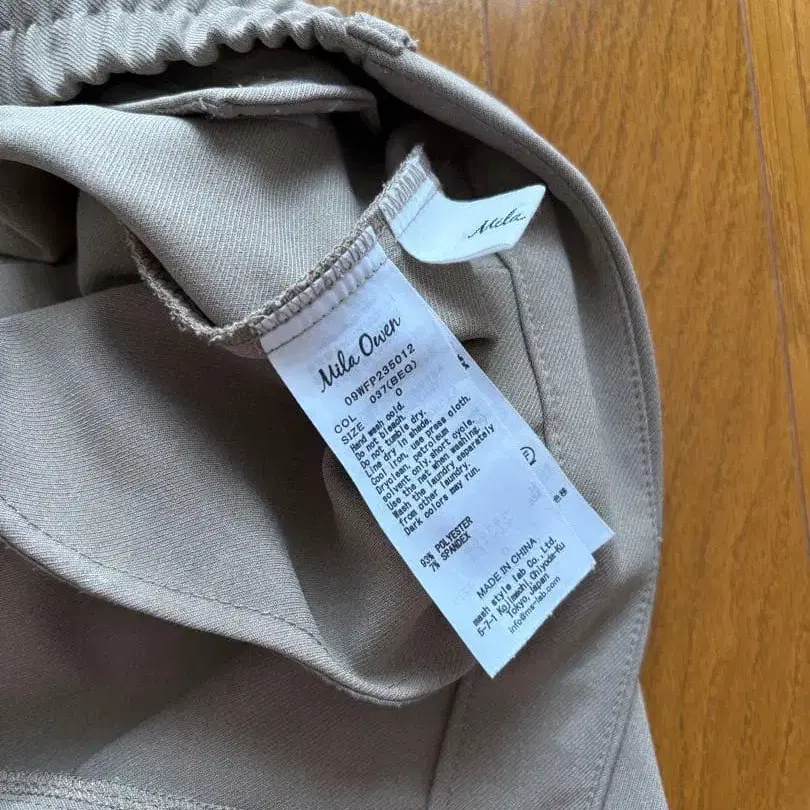 Mila
Mila Owen
09WFP235012
COL 037(BEG)
SIZE 0
Hand wash cold.
Do not bleach.
Do not tumble dry.
Line dry in shade.
Cool iron, use press cloth.
Dryclean, petroleum
solvent only, short cycle.
Use the net when washing.
Wash the laundry separately
from other laundry.
Dark colors may run.
93% POLYESTER
7% SPANDEX
MADE IN CHINA
mash style lab Co., Ltd.
5-7-1 Kojimachi, Chiyoda-Ku
Tokyo, Japan
info@ms-lab.com